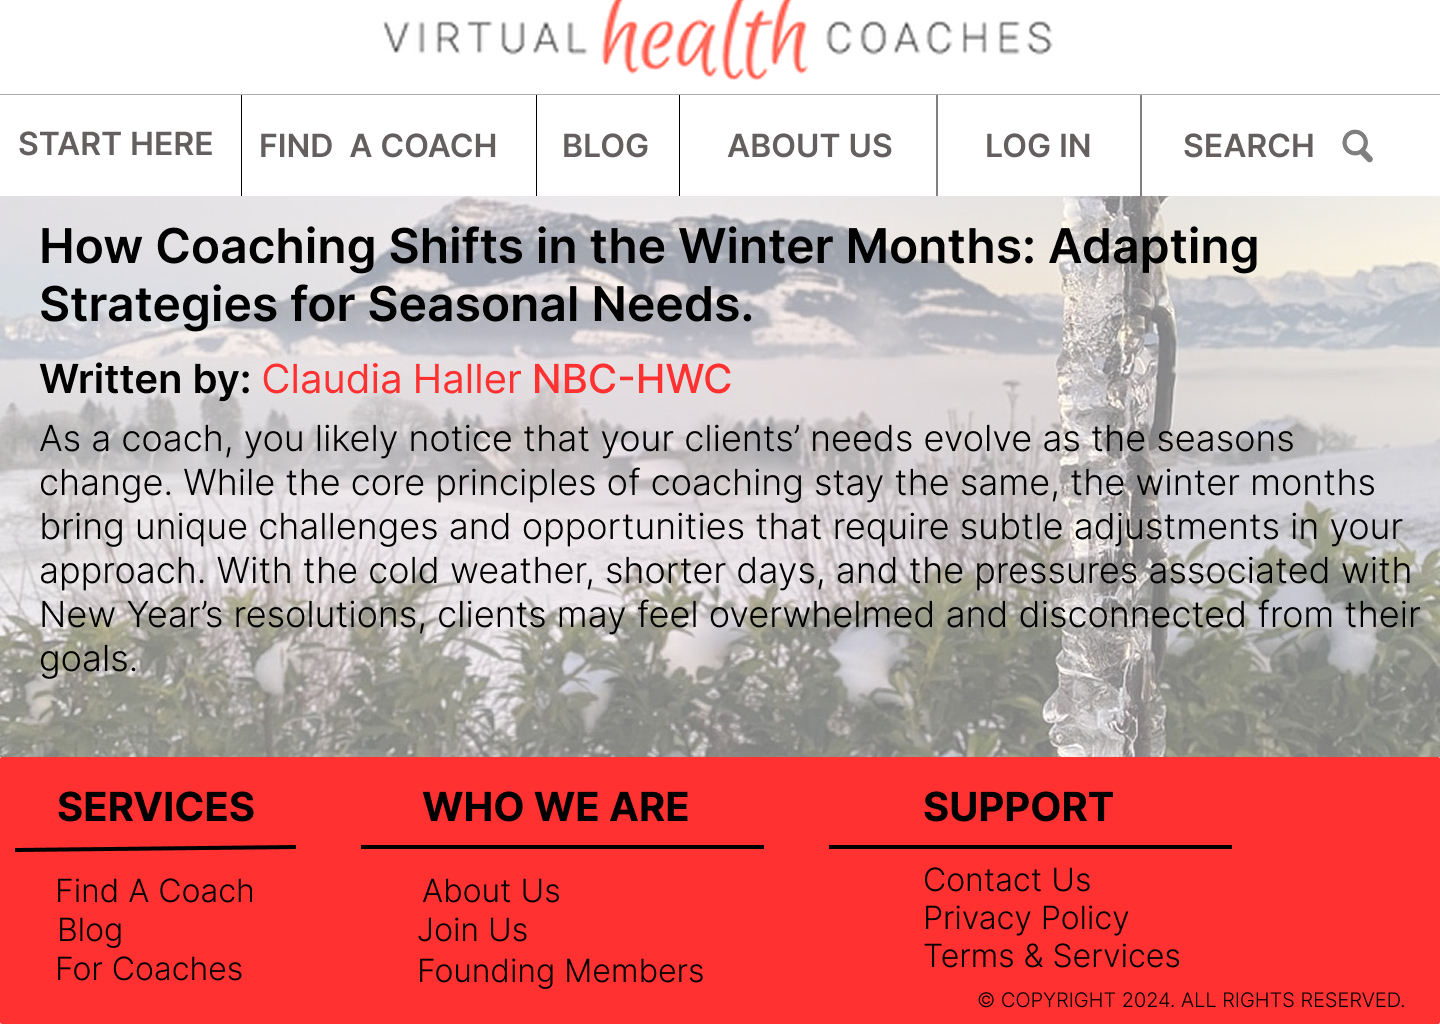 VIRTUAL health COACHES
START HERE FIND A COACH BLOG ABOUT US LOG IN SEARCH
How Coaching Shifts in the Winter Months: Adapting
Strategies for Seasonal Needs.
Written by: Claudia Haller NBC-HWC
As a coach, you likely notice that your clients’ needs evolve as the seasons
change. While the core principles of coaching stay the same, the winter months
bring unique challenges and opportunities that require subtle adjustments in your
approach. With the cold weather, shorter days, and the pressures associated with
New Year’s resolutions, clients may feel overwhelmed and disconnected from their
goals.
SERVICES
Find A Coach
Blog
For Coaches
WHO WE ARE
About Us
Join Us
Founding Members
SUPPORT
Contact Us
Privacy Policy
Terms & Services
© COPYRIGHT 2024. ALL RIGHTS RESERVED.